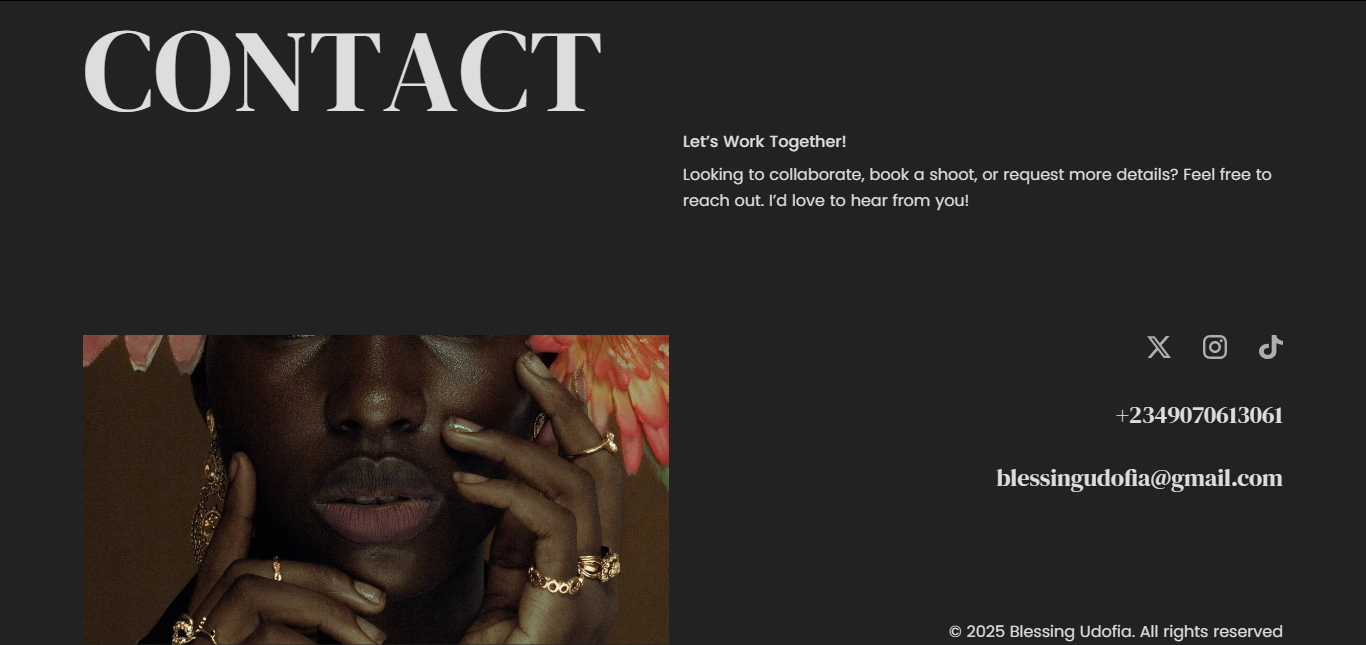 CONTACT
Let’s Work Together!
Looking to collaborate, book a shoot, or request more details? Feel free to
reach out. I’d love to hear from you!
+2349070613061
blessingudofia@gmail.com
© 2025 Blessing Udofia. All rights reserved